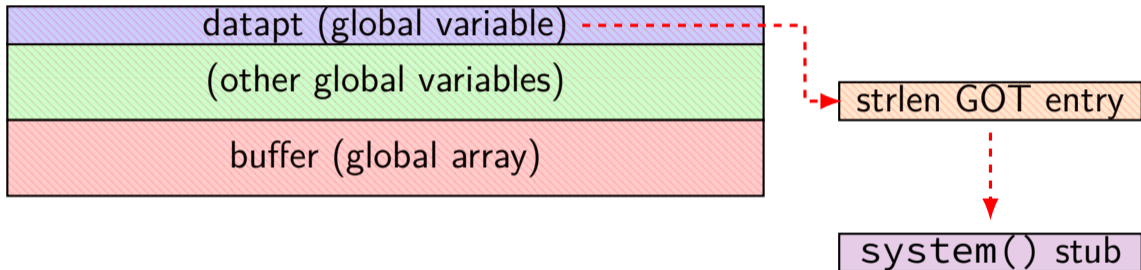 datapt (global variable)
(other global variables)
strlen GOT entry
buffer (global array)
system() stub